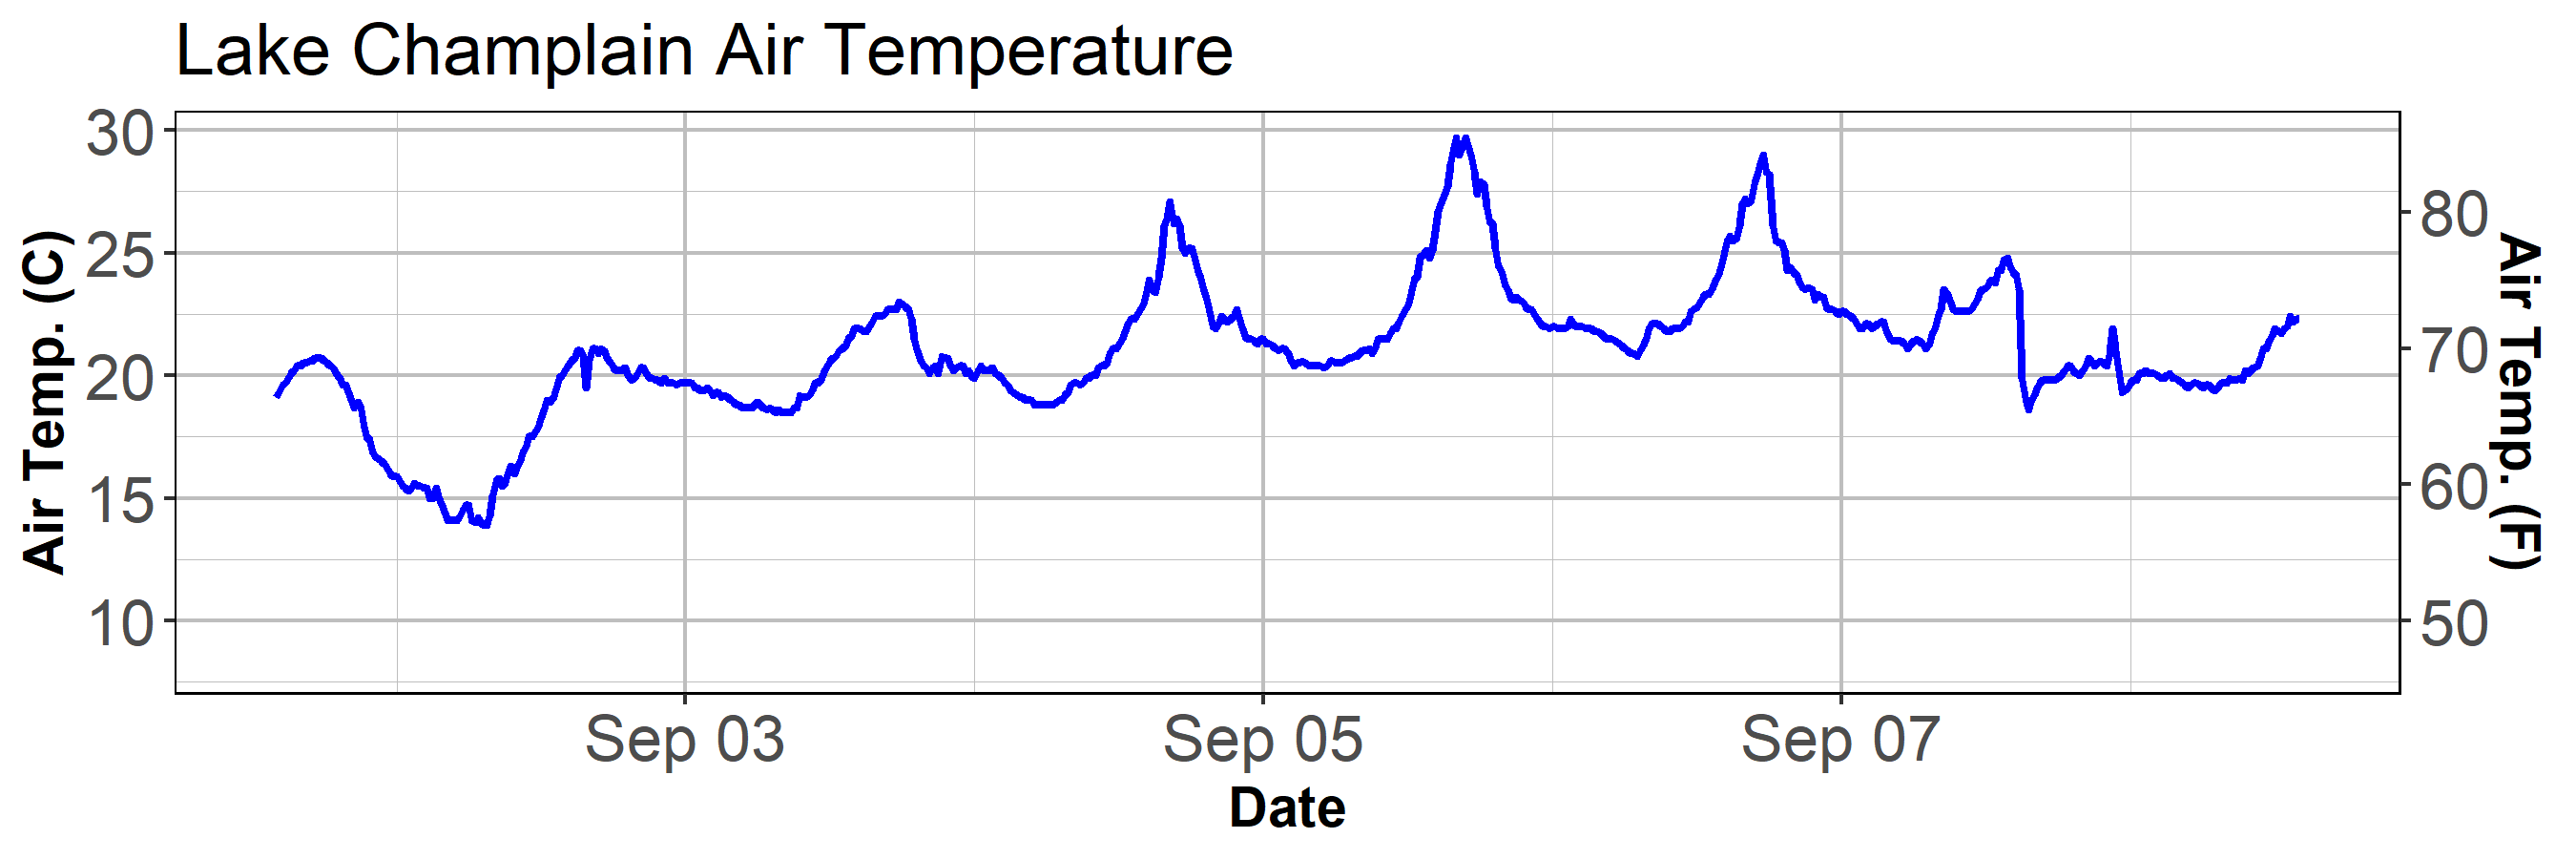 Lake Champlain Air Temperature
30
25
20
15
10
Air Temp. (C)
80
70
60
50
Air Temp. (F)
Sep 03 Sep 05 Sep 07
Date